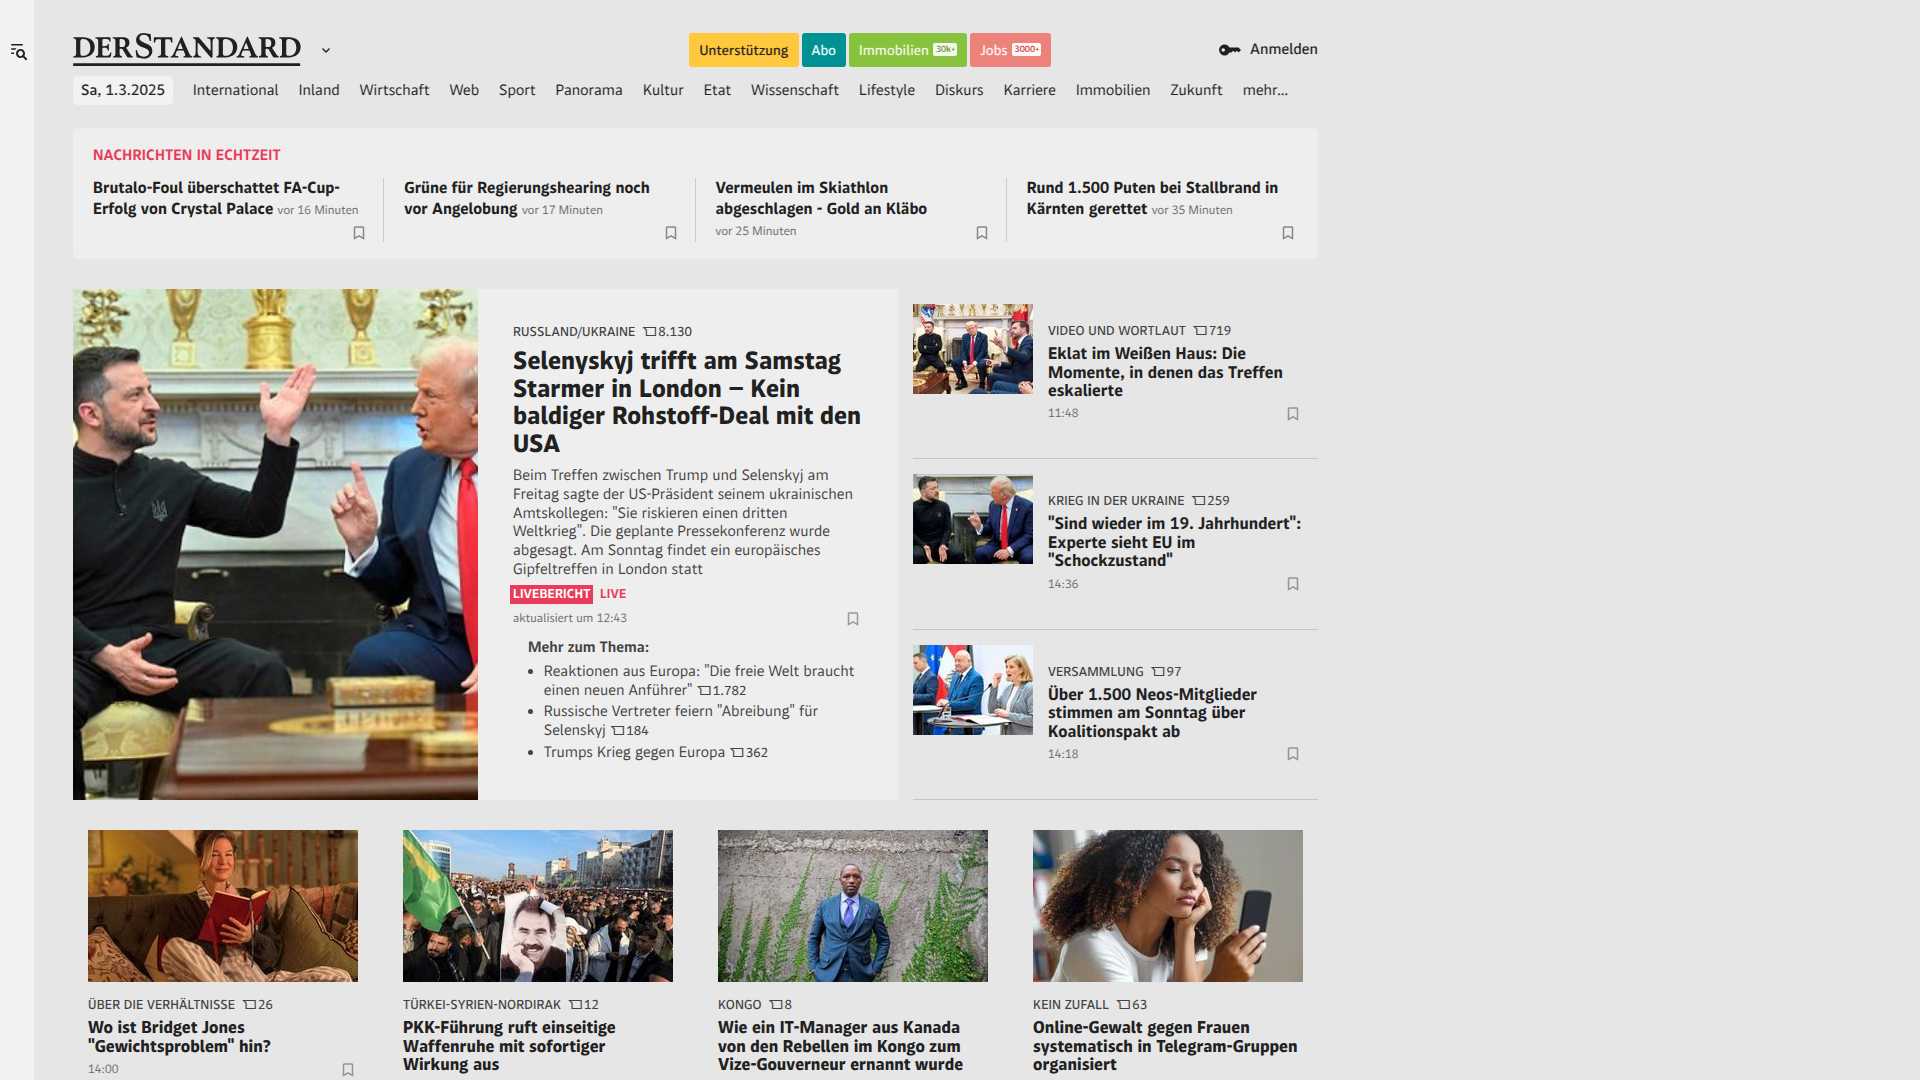 DERSTANDARD
Unterstützung
Abo
Immobilien 30k+
Jobs 3000+
Anmelden
Sa, 1.3.2025
International
Inland
Wirtschaft
Web
Sport
Panorama
Kultur
Etat
Wissenschaft
Lifestyle
Diskurs
Karriere
Immobilien
Zukunft
mehr...
NACHRICHTEN IN ECHTZEIT
Brutalo-Foul überschattet FA-Cup-
Erfolg von Crystal Palace vor 16 Minuten
Grüne für Regierungshearing noch
vor Angelobung vor 17 Minuten
Vermeulen im Skiathlon
abgeschlagen - Gold an Kläbo
vor 25 Minuten
Rund 1.500 Puten bei Stallbrand in
Kärnten gerettet vor 35 Minuten
RUSSLAND/UKRAINE 8.130
Selenyskyj trifft am Samstag
Starmer in London – Kein
baldiger Rohstoff-Deal mit den
USA
Beim Treffen zwischen Trump und Selenskyj am
Freitag sagte der US-Präsident seinem ukrainischen
Amtskollegen: "Sie riskieren einen dritten
Weltkrieg". Die geplante Pressekonferenz wurde
abgesagt. Am Sonntag findet ein europäisches
Gipfeltreffen in London statt
LIVEBERICHT LIVE
aktualisiert um 12:43
Mehr zum Thema:
• Reaktionen aus Europa: "Die freie Welt braucht
einen neuen Anführer" 1.782
• Russische Vertreter feiern "Abreibung" für
Selenskyj 184
• Trumps Krieg gegen Europa 362
VIDEO UND WORTLAUT 719
Eklat im Weißen Haus: Die
Momente, in denen das Treffen
eskalierte
11:48
KRIEG IN DER UKRAINE 259
"Sind wieder im 19. Jahrhundert":
Experte sieht EU im
"Schockzustand"
14:36
VERSAMMLUNG 97
Über 1.500 Neos-Mitglieder
stimmen am Sonntag über
Koalitionspakt ab
14:18
ÜBER DIE VERHÄLTNISSE 26
Wo ist Bridget Jones
"Gewichtsproblem" hin?
14:00
TÜRKEI-SYRIEN-NORDIRAK 12
PKK-Führung ruft einseitige
Waffenruhe mit sofortiger
Wirkung aus
KONGO 8
Wie ein IT-Manager aus Kanada
von den Rebellen im Kongo zum
Vize-Gouverneur ernannt wurde
KEIN ZUFALL 63
Online-Gewalt gegen Frauen
systematisch in Telegram-Gruppen
organisiert